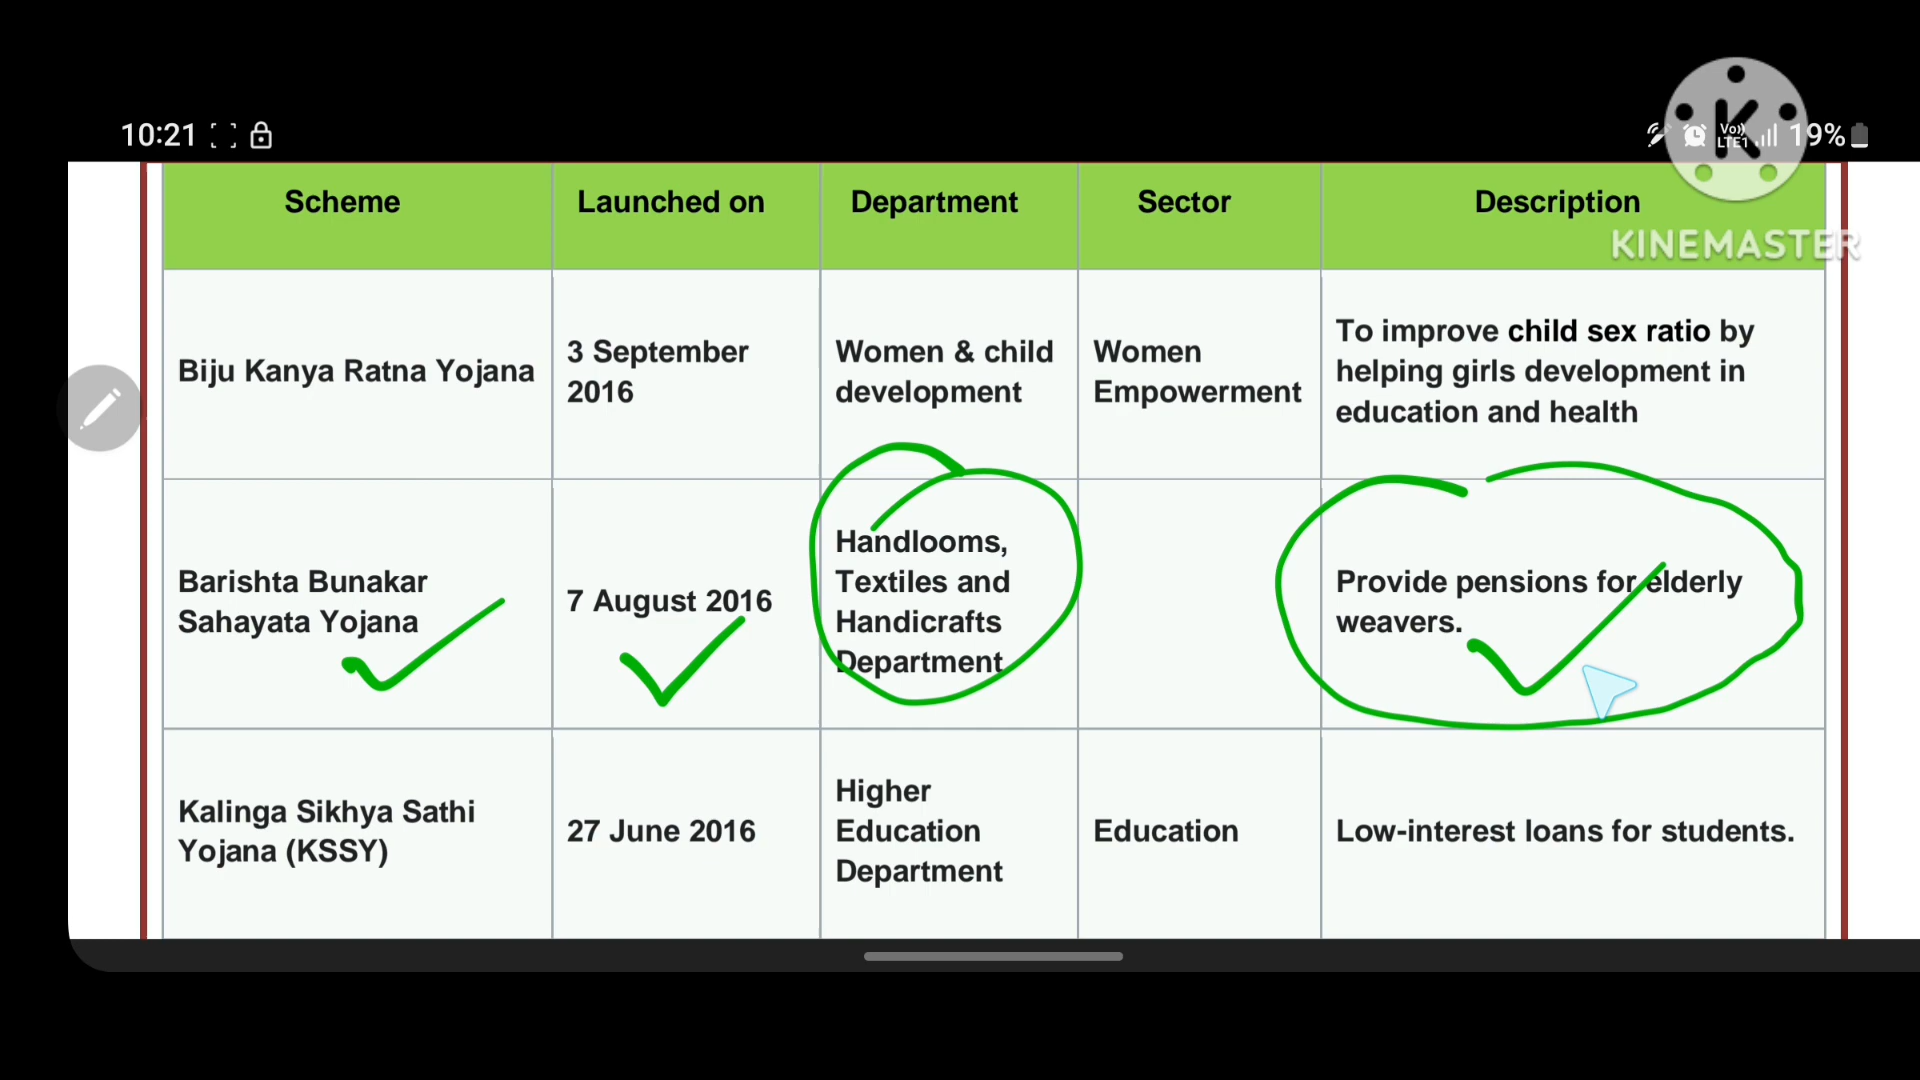 10:21
Vo)) LTE1 19%
KINEMASTER
Scheme
Launched on
Department
Sector
Description
Biju Kanya Ratna Yojana
3 September
2016
Women & child
development
Women
Empowerment
To improve child sex ratio by
helping girls development in
education and health
Barishta Bunakar
Sahayata Yojana
7 August 2016
Handlooms,
Textiles and
Handicrafts
Department
Provide pensions for elderly
weavers.
Kalinga Sikhya Sathi
Yojana (KSSY)
27 June 2016
Higher
Education
Department
Education
Low-interest loans for students.